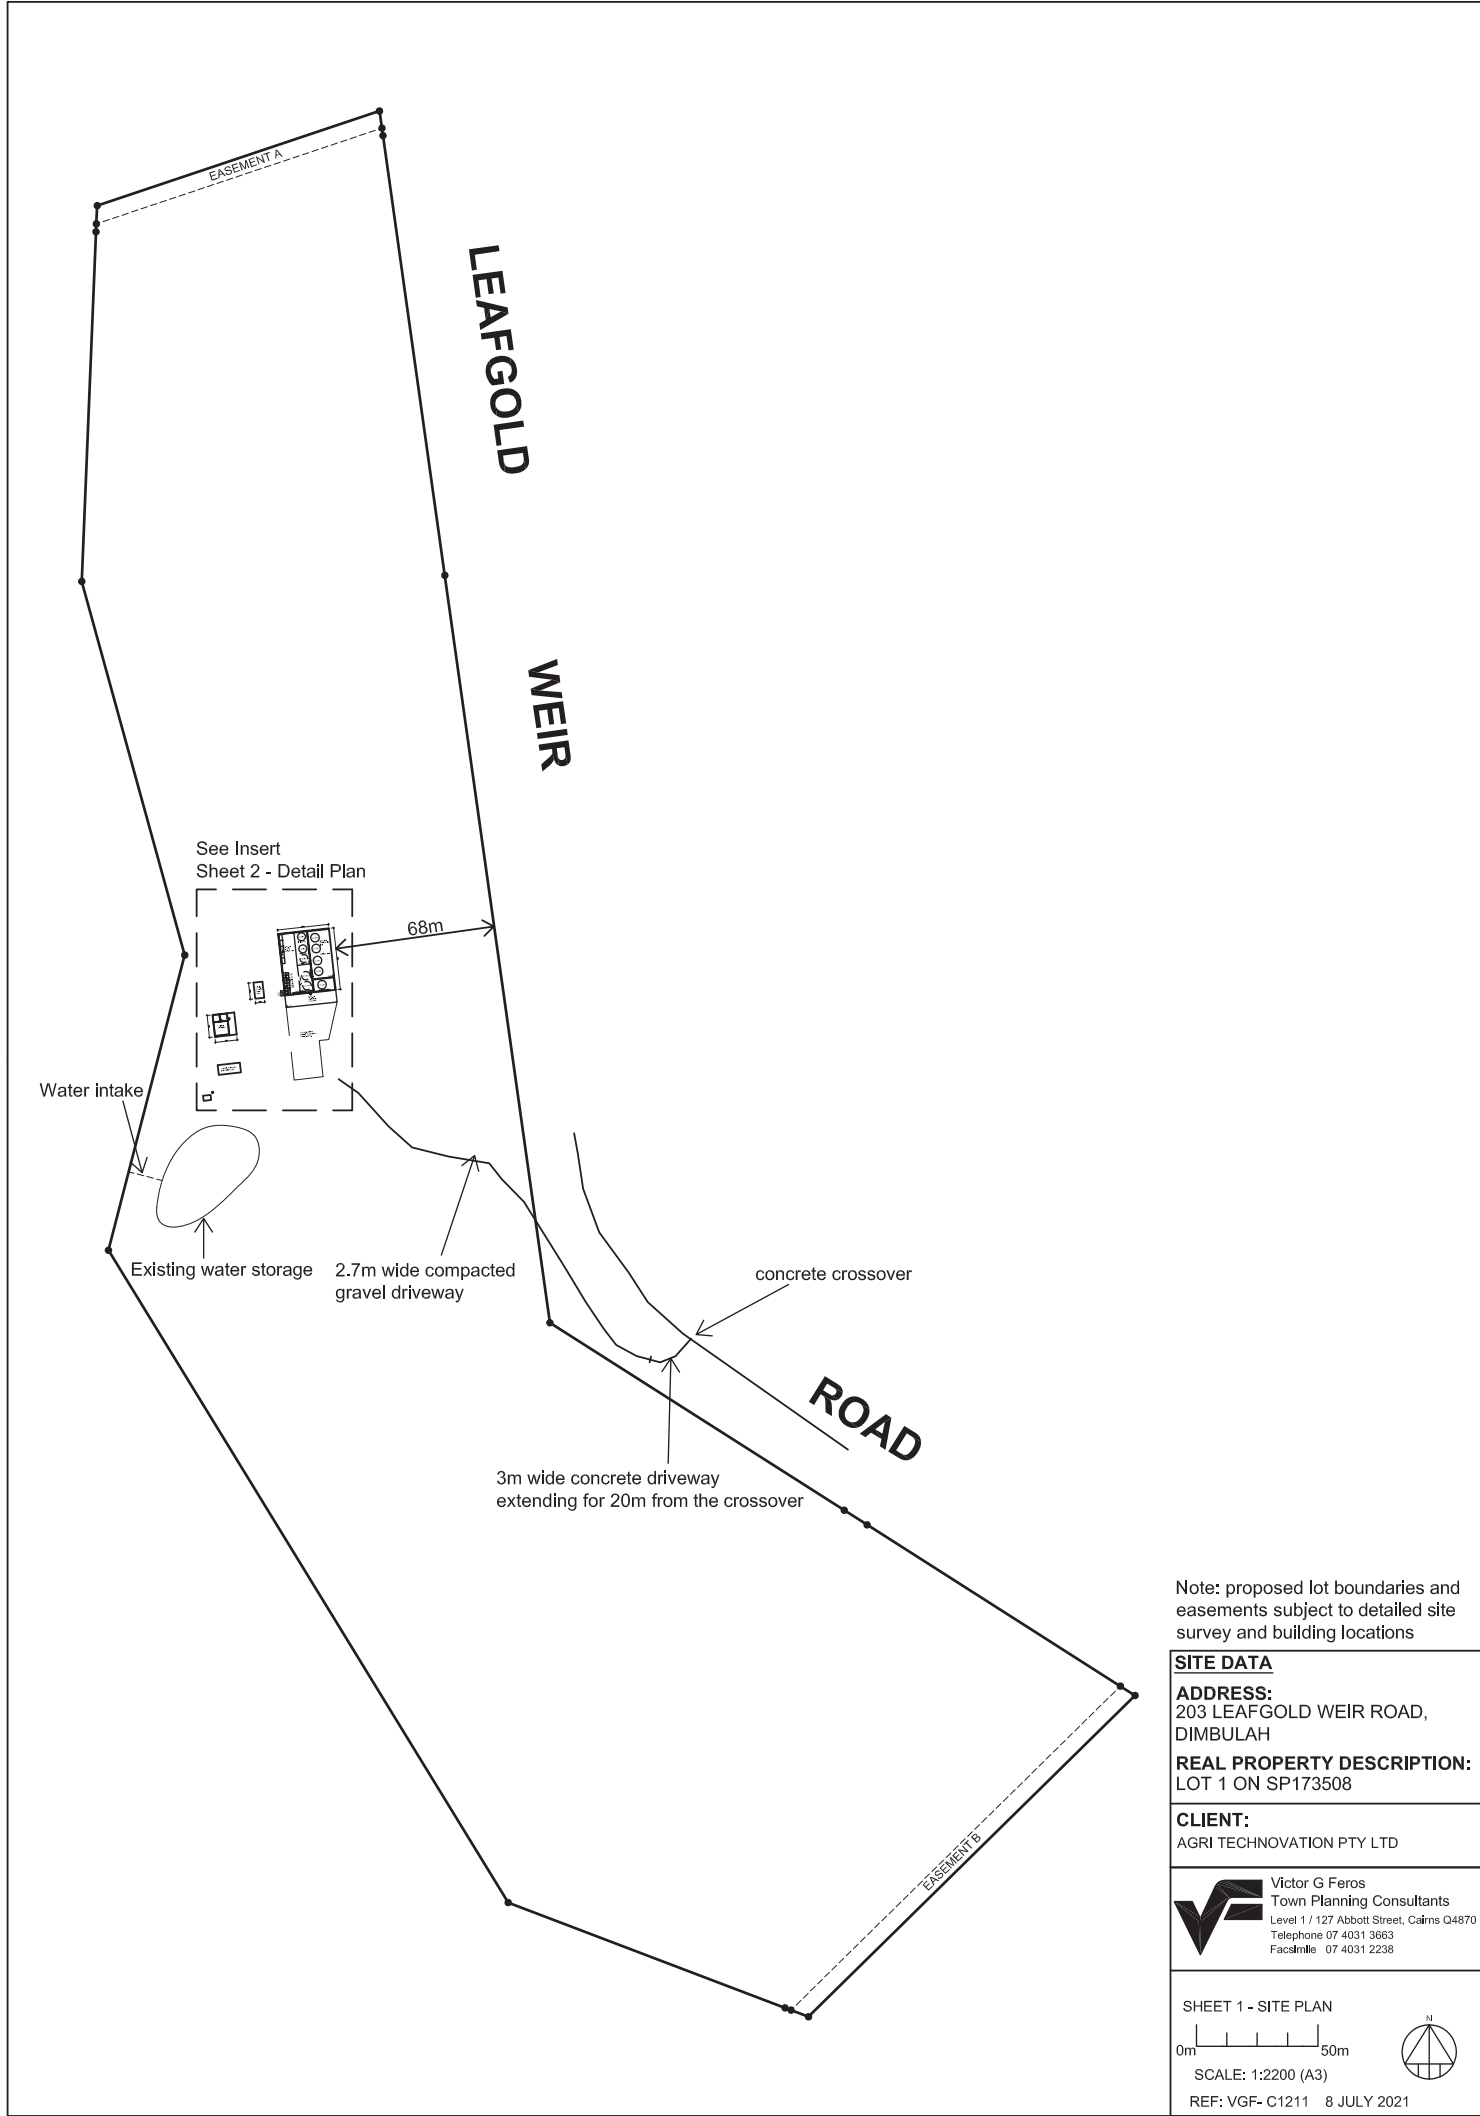 EASEMENT A
LEAFGOLD
WEIR
See Insert
Sheet 2 - Detail Plan
68m
Water intake
Existing water storage
2.7m wide compacted
gravel driveway
concrete crossover
ROAD
3m wide concrete driveway
extending for 20m from the crossover
EASEMENT B
Note: proposed lot boundaries and
easements subject to detailed site
survey and building locations
SITE DATA
ADDRESS:
203 LEAFGOLD WEIR ROAD,
DIMBULAH
REAL PROPERTY DESCRIPTION:
LOT 1 ON SP173508
CLIENT:
AGRI TECHNOVATION PTY LTD
Victor G Feros
Town Planning Consultants
Level 1 / 127 Abbott Street, Cairns Q4870
Telephone 07 4031 3663
Facsimile 07 4031 2238
SHEET 1 - SITE PLAN
0m 50m
N
SCALE: 1:2200 (A3)
REF: VGF- C1211 8 JULY 2021